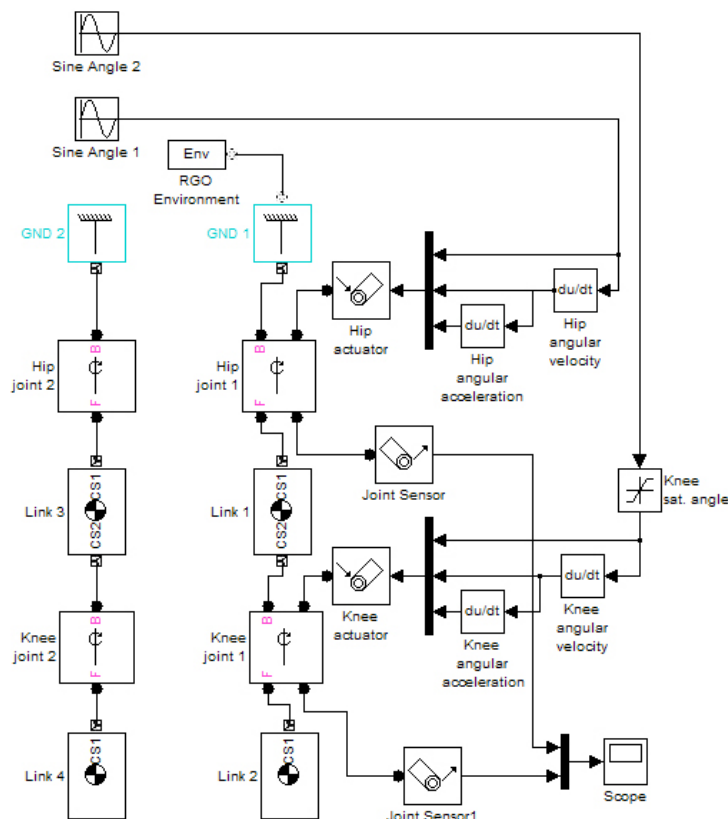 Sine Angle 2
Sine Angle 1
Env
RGO
Environment
GND 2
GND 1
Hip
actuator
du/dt
Hip
angular
velocity
du/dt
Hip
angular
acceleration
Hip
joint 2
B
F
Hip
joint 1
B
F
Joint Sensor
Knee
sat. angle
Link 3
CS1
CS2
Link 1
CS1
CS2
Knee
actuator
du/dt
Knee
angular
velocity
du/dt
Knee
angular
acceleration
Knee
joint 2
B
F
Knee
joint 1
B
F
Link 4
CS1
Link 2
CS1
Joint Sensor1
Scope